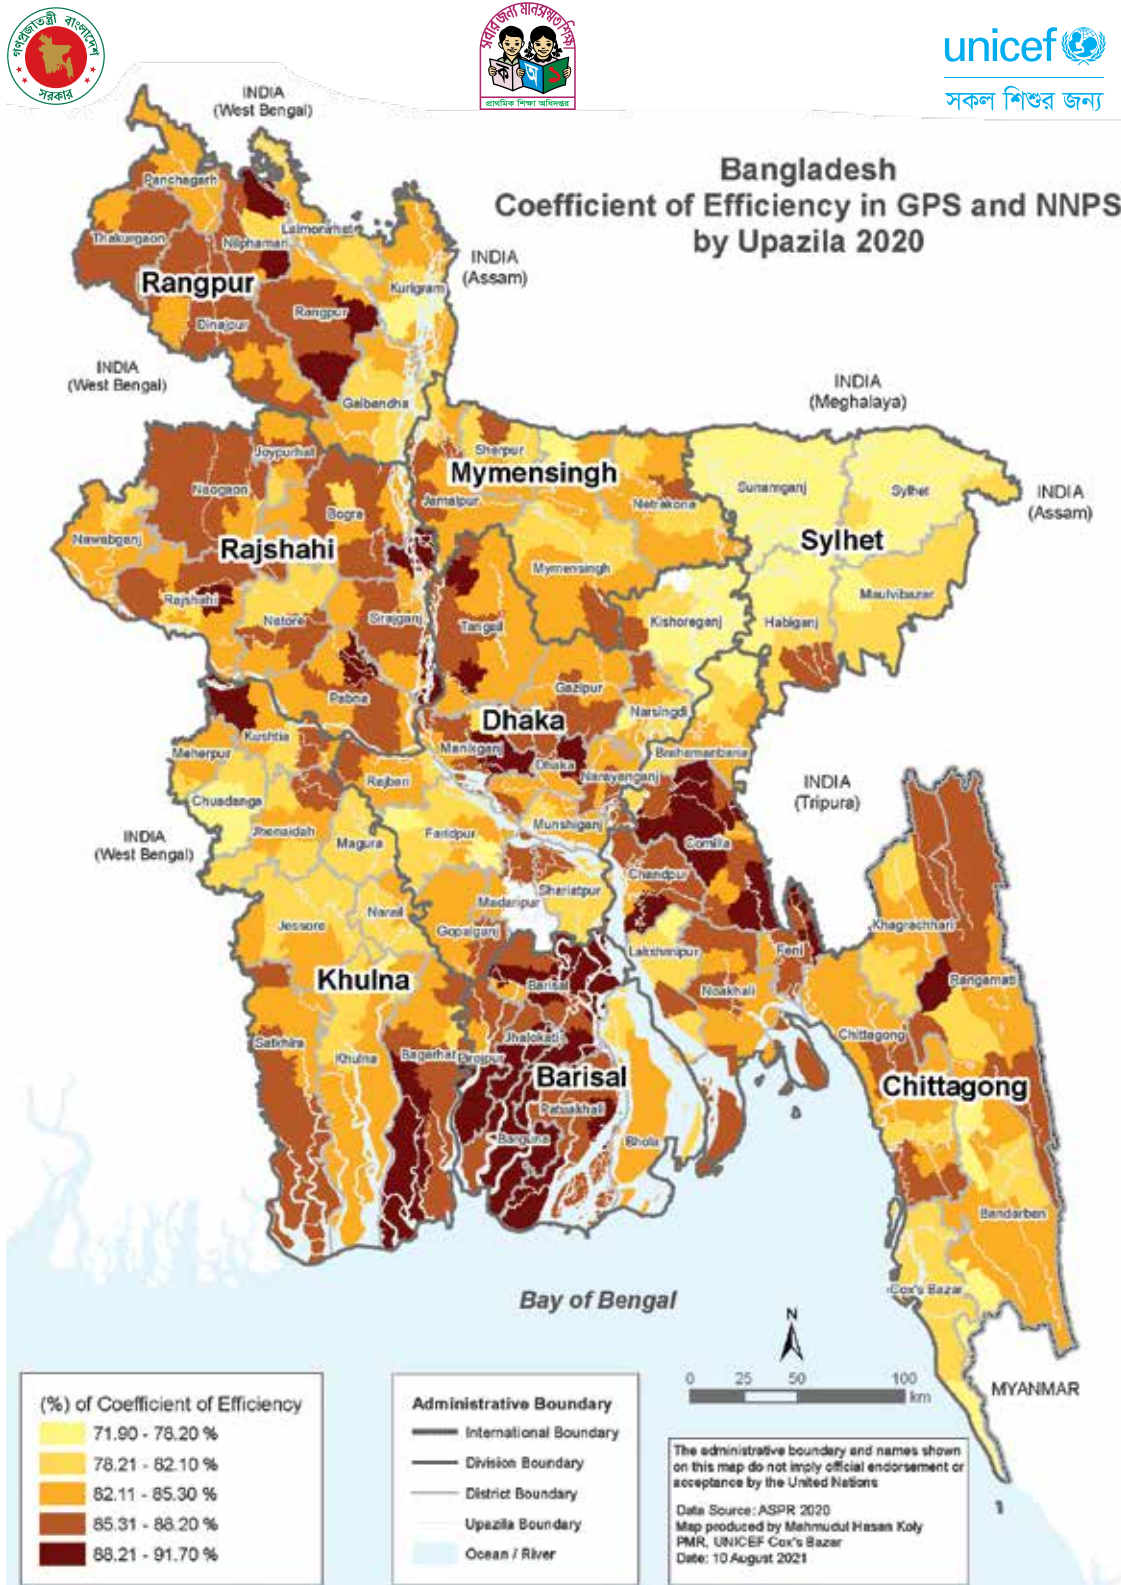 গণপ্রজাতন্ত্রী বাংলাদেশ
সরকার
সবার জন্য মানসম্মত শিক্ষা
ক অ ১
প্রাথমিক শিক্ষা অধিদপ্তর
unicef
সকল শিশুর জন্য
Bangladesh
Coefficient of Efficiency in GPS and NNPS
by Upazila 2020
INDIA
(West Bengal)
Panchagarh
Thakurgaon
Nilphamari
Lalmonirhat
INDIA
(Assam)
Rangpur
Kurigram
Rangpur
Dinajpur
INDIA
(West Bengal)
Gaibandha
INDIA
(Meghalaya)
Joypurhat
Sherpur
Mymensingh
Naogaon
Bogra
Jamalpur
Netrakona
Sunamganj
Sylhet
INDIA
(Assam)
Nawabganj
Rajshahi
Sylhet
Mymensingh
Rajshahi
Maulvibazar
Natore
Sirajganj
Tangail
Kishoreganj
Habiganj
Pabna
Gazipur
Dhaka
Narsingdi
Kushtia
Meherpur
Manikganj
Dhaka
Brahamanbaria
Narayanganj
Rajbari
INDIA
(Tripura)
Chuadanga
Jhenaidah
Magura
Faridpur
Munshiganj
INDIA
(West Bengal)
Comilla
Chandpur
Shariatpur
Madaripur
Narail
Jessore
Gopalganj
Khagrachhari
Lakshmipur
Feni
Khulna
Barisal
Noakhali
Rangamati
Satkhira
Khulna
Bagerhat
Pirojpur
Jhalokati
Chittagong
Barisal
Chittagong
Patuakhali
Barguna
Bhola
Bandarban
Cox's Bazar
Bay of Bengal
N
MYANMAR
0 25 50 100
km
(%) of Coefficient of Efficiency
71.90 - 78.20 %
78.21 - 82.10 %
82.11 - 85.30 %
85.31 - 88.20 %
88.21 - 91.70 %
Administrative Boundary
International Boundary
Division Boundary
District Boundary
Upazila Boundary
Ocean / River
The administrative boundary and names shown
on this map do not imply official endorsement or
acceptance by the United Nations
Data Source: ASPR 2020
Map produced by Mahmudul Hasan Koly
PMR, UNICEF Cox's Bazar
Date: 10 August 2021